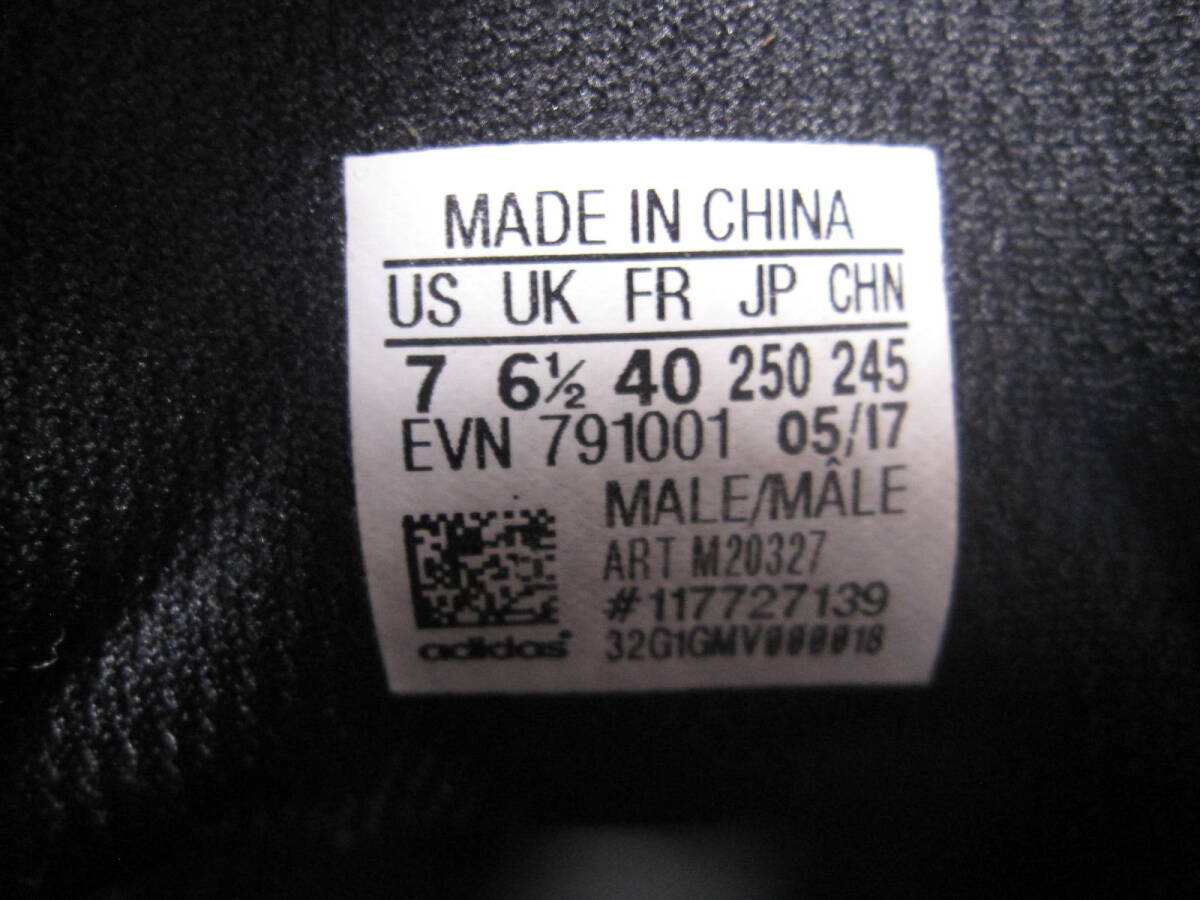 MADE IN CHINA
US UK FR JP CHN
7 6½ 40 250 245
EVN 791001 05/17
MALE/MÂLE
ART M20327
#117727139
adidas® 32G1GMV000018